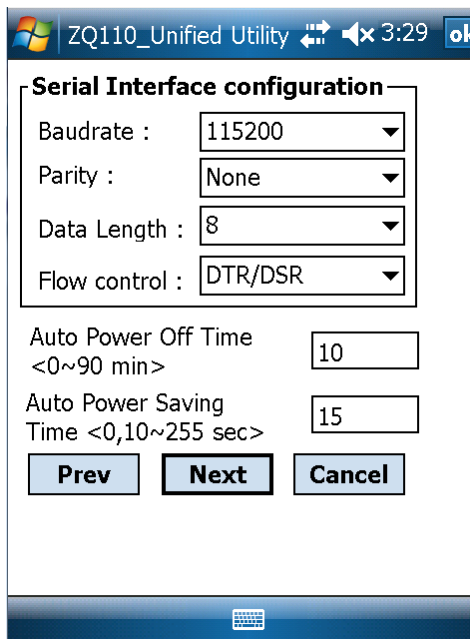 ZQ110_Unified Utility 3:29 ok
Serial Interface configuration
Baudrate : 115200
Parity : None
Data Length : 8
Flow control : DTR/DSR
Auto Power Off Time
<0~90 min> 10
Auto Power Saving
Time <0,10~255 sec> 15
Prev Next Cancel